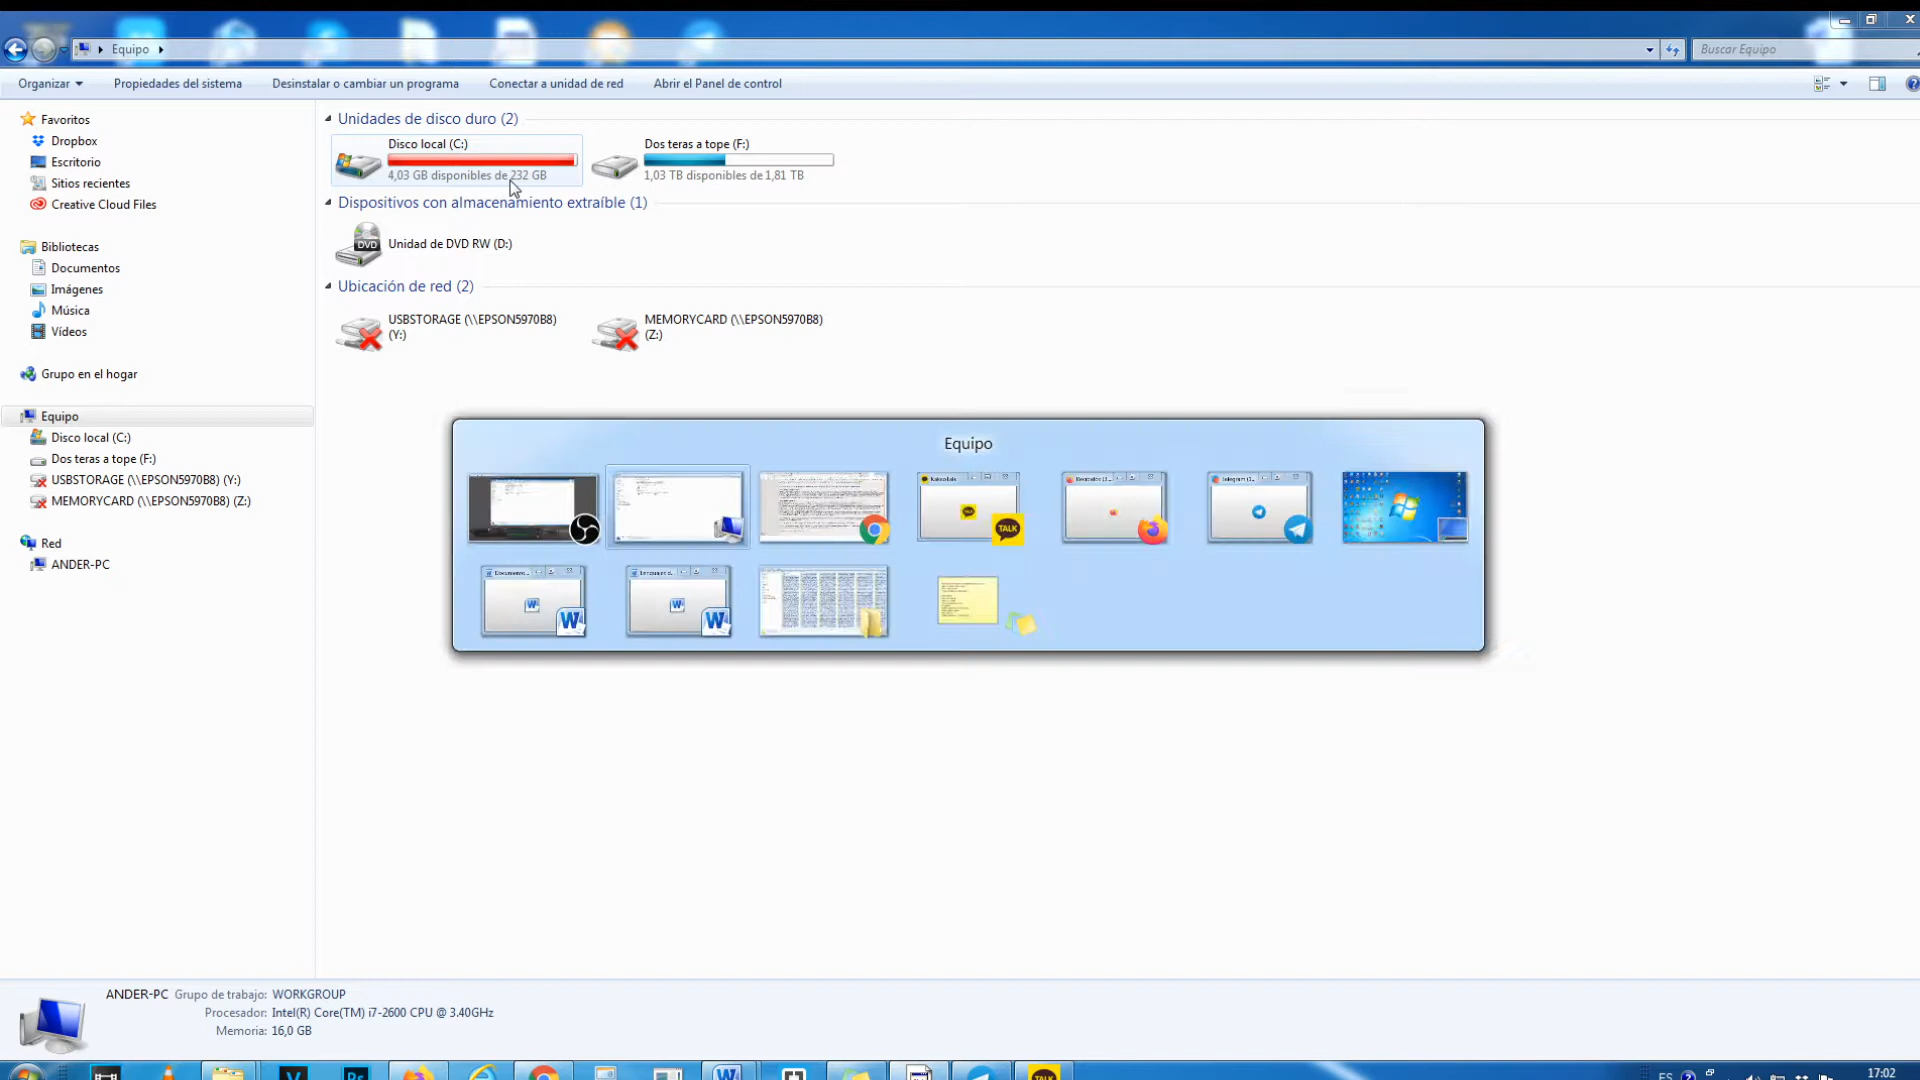 Equipo
Buscar Equipo
Organizar
Propiedades del sistema
Desinstalar o cambiar un programa
Conectar a unidad de red
Abrir el Panel de control
Favoritos
Dropbox
Escritorio
Sitios recientes
Creative Cloud Files
Bibliotecas
Documentos
Imágenes
Música
Vídeos
Grupo en el hogar
Equipo
Disco local (C:)
Dos teras a tope (F:)
USBSTORAGE (\\EPSON5970B8) (Y:)
MEMORYCARD (\\EPSON5970B8) (Z:)
Red
ANDER-PC
Unidades de disco duro (2)
Disco local (C:)
4,03 GB disponibles de 232 GB
Dos teras a tope (F:)
1,03 TB disponibles de 1,81 TB
Dispositivos con almacenamiento extraíble (1)
DVD
Unidad de DVD RW (D:)
Ubicación de red (2)
USBSTORAGE (\\EPSON5970B8)
(Y:)
MEMORYCARD (\\EPSON5970B8)
(Z:)
Equipo
TALK
ANDER-PC
Grupo de trabajo: WORKGROUP
Procesador: Intel(R) Core(TM) i7-2600 CPU @ 3.40GHz
Memoria: 16,0 GB
ES
17:02